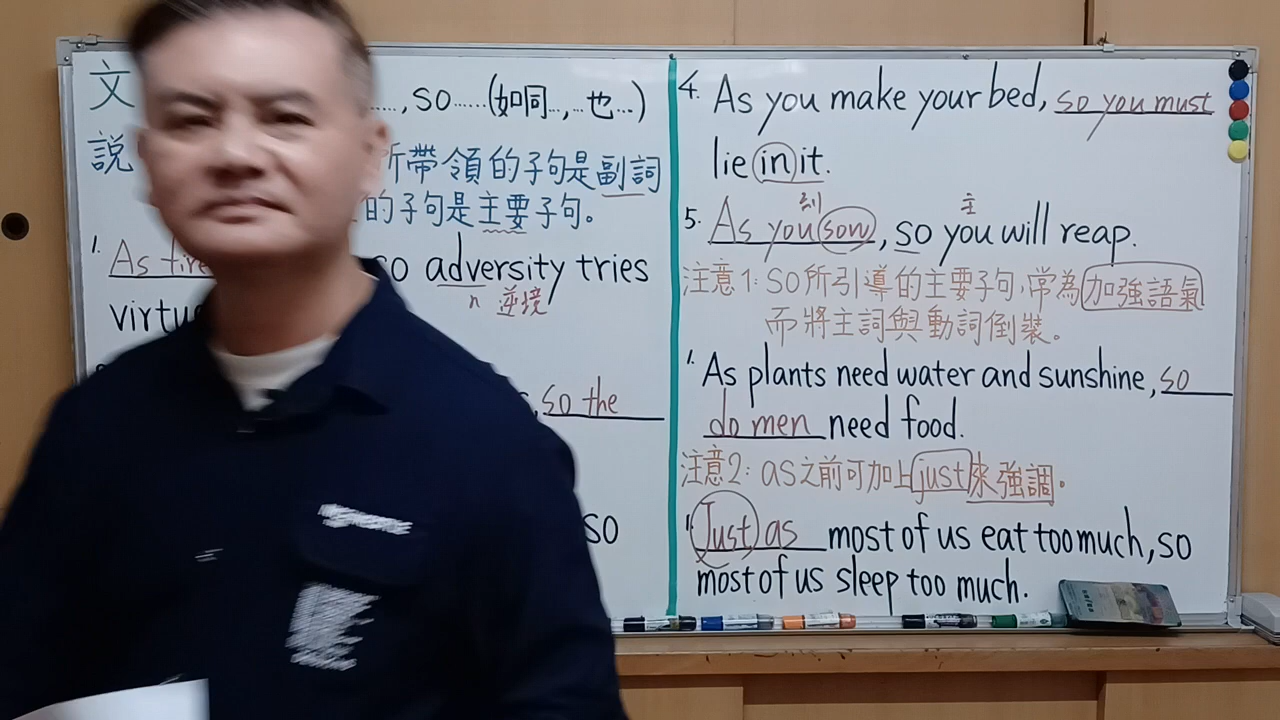 文 ……, so……(如同…,…也…)
說 所帶領的子句是副詞
的子句是主要子句。
1. As fire so adversity tries
n 逆境
virtue
, so the
so
4. As you make your bed, so you must
lie in it.
副 主
5. As you sow, so you will reap.
注意1: so所引導的主要子句,常為加強語氣
而將主詞與動詞倒裝。
1. As plants need water and sunshine, so
do men need food.
注意2: as之前可加上just來強調。
1. Just as most of us eat too much, so
most of us sleep too much.